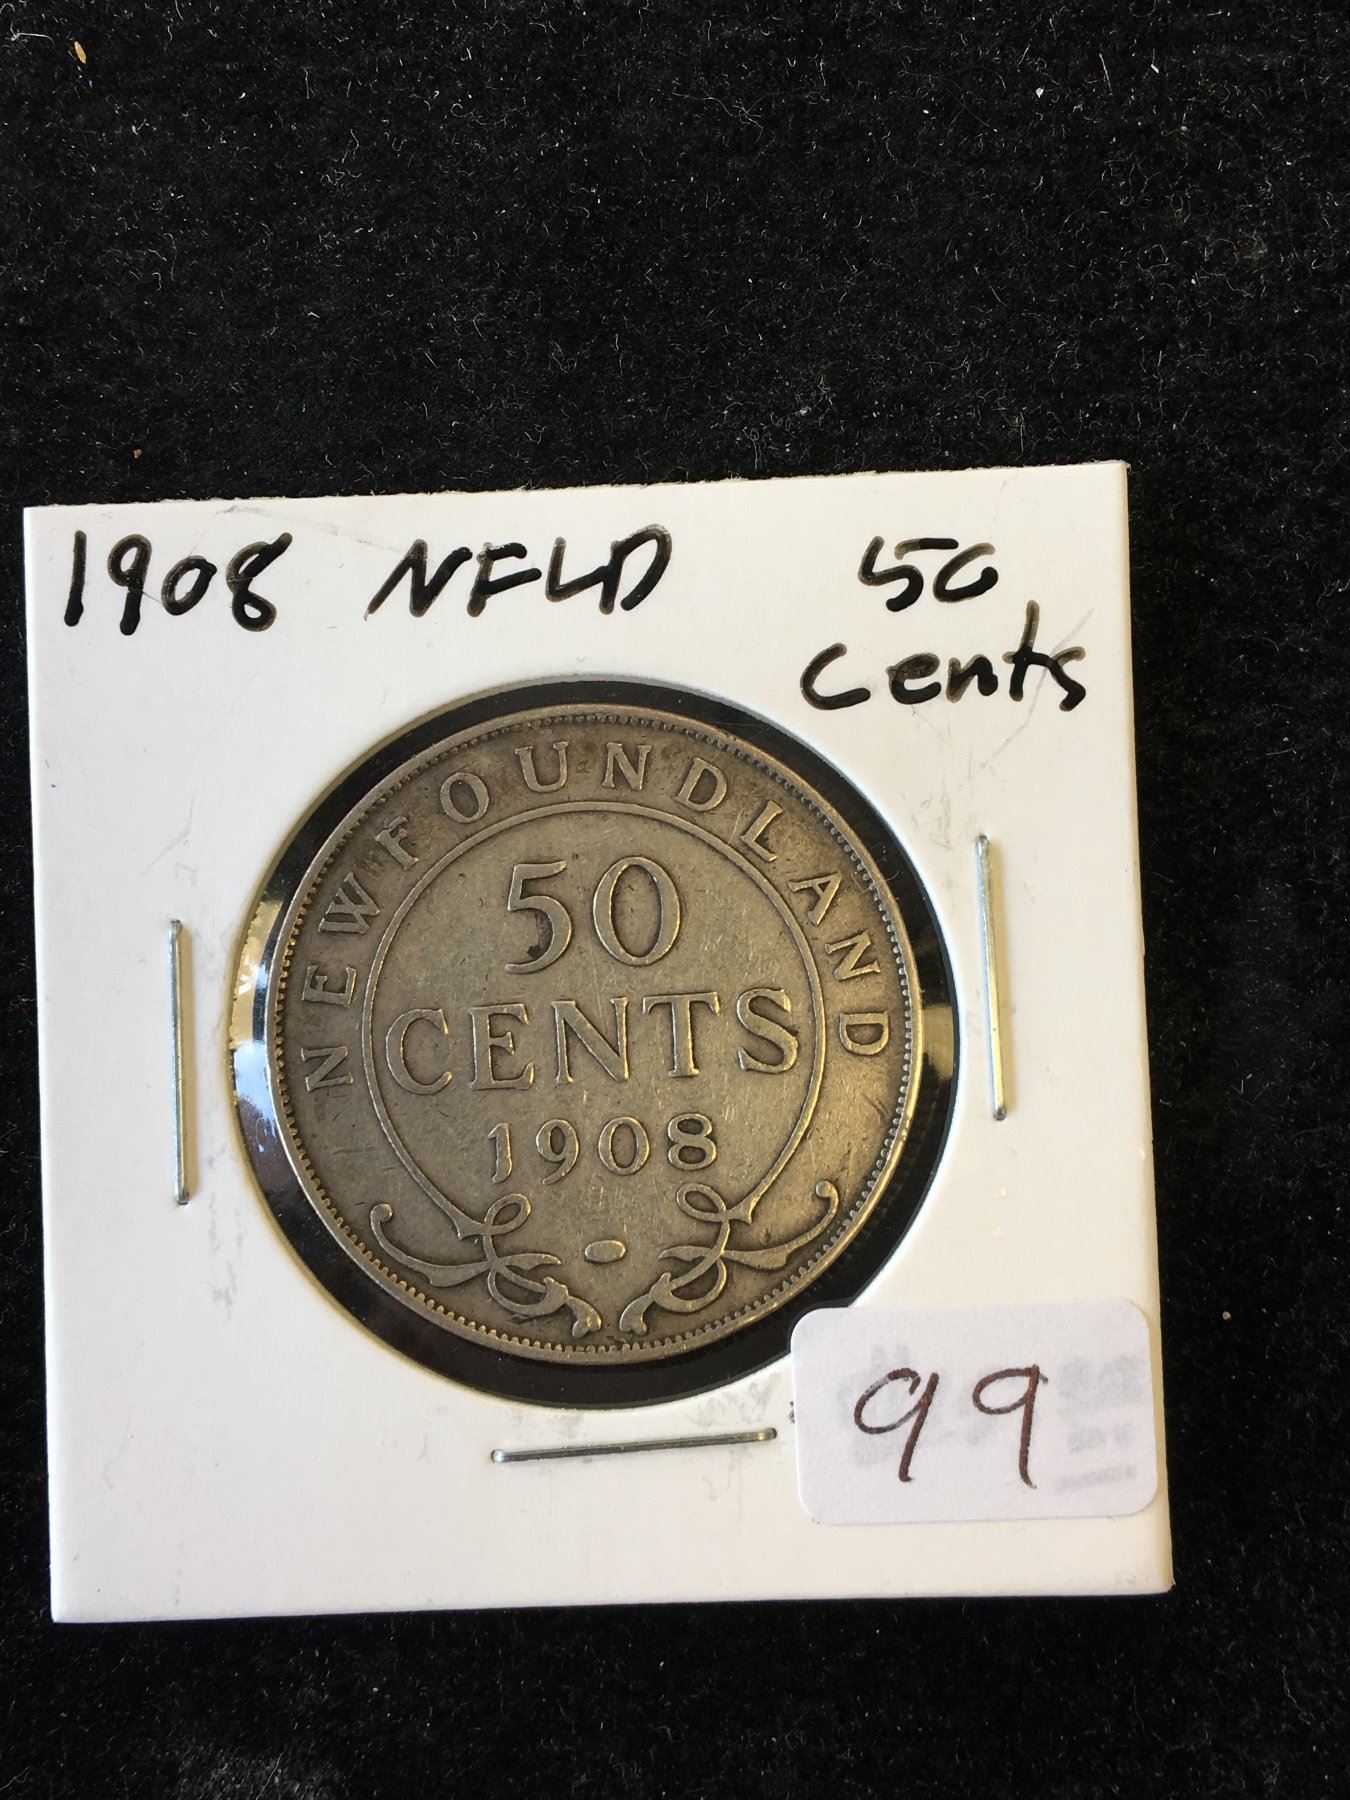 1908 NFLD 50
Cents
NEWFOUNDLAND
50
CENTS
1908
99